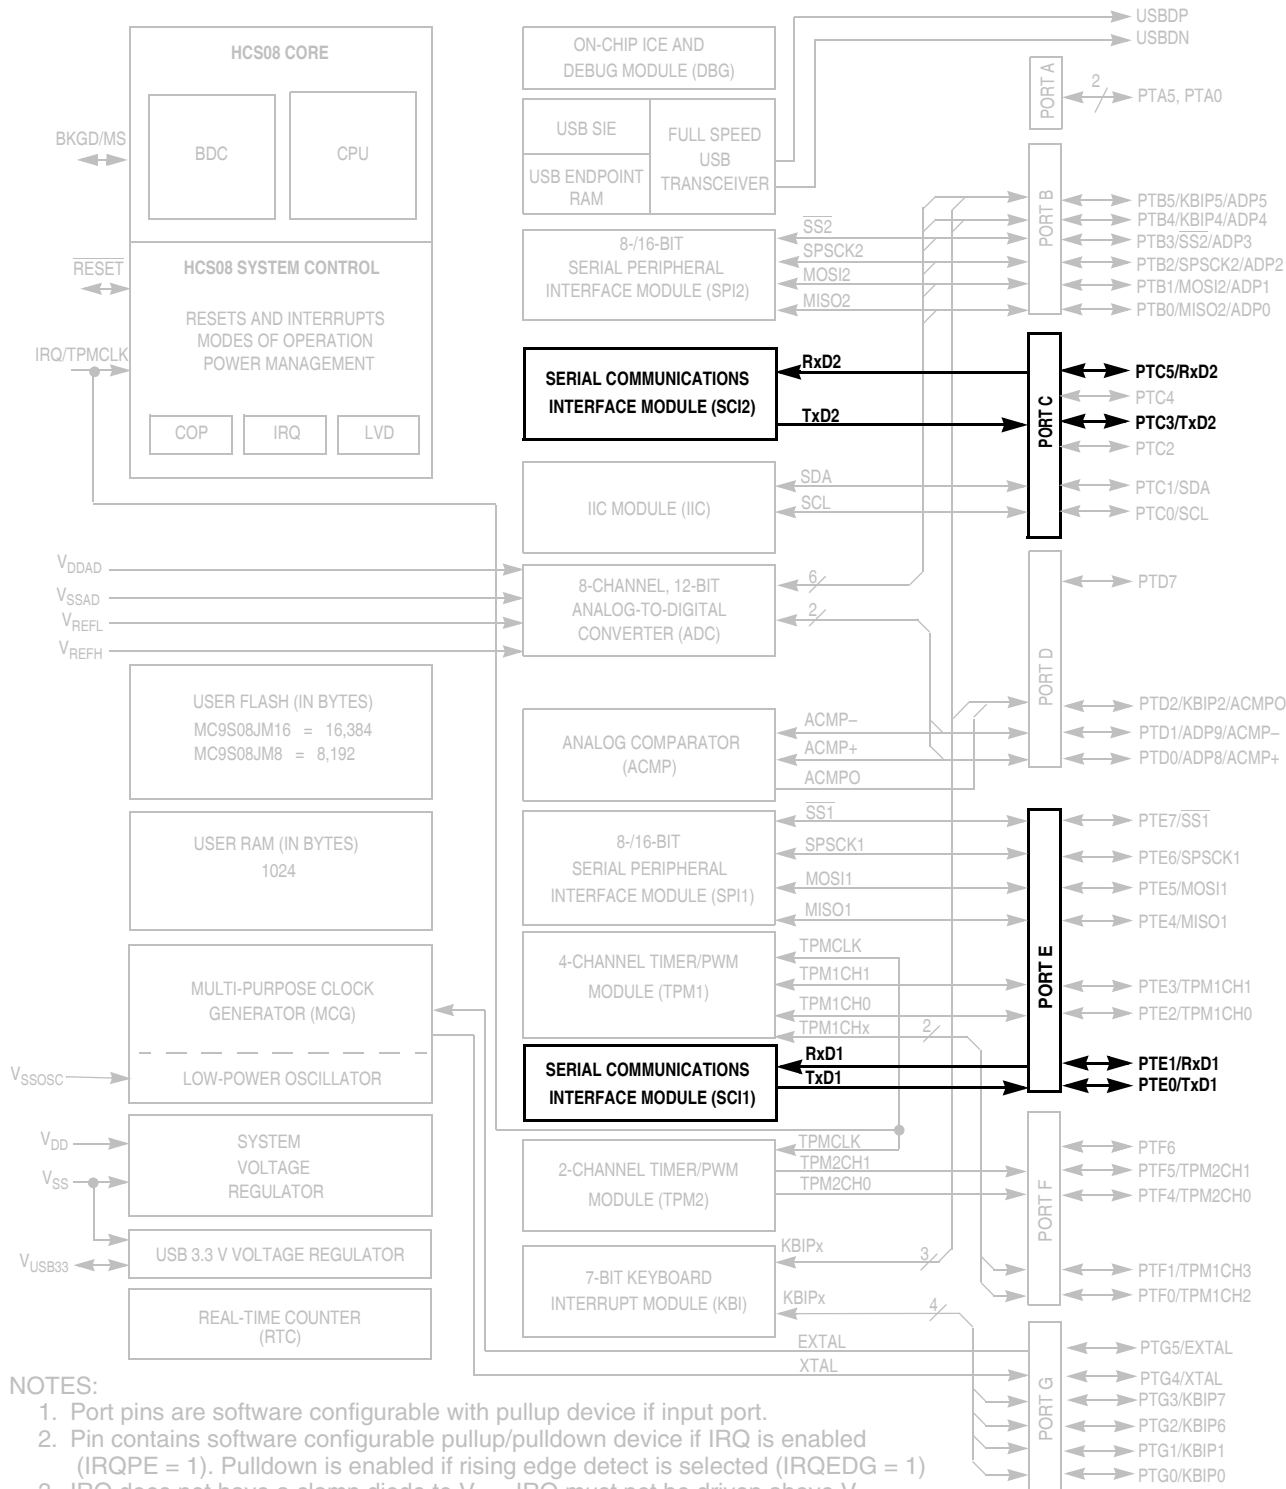 HCS08 CORE
BDC
CPU
BKGD/MS
RESET
HCS08 SYSTEM CONTROL
RESETS AND INTERRUPTS
MODES OF OPERATION
POWER MANAGEMENT
IRQ/TPMCLK
COP
IRQ
LVD
VDDAD
VSSAD
VREFL
VREFH
USER FLASH (IN BYTES)
MC9S08JM16 = 16,384
MC9S08JM8 = 8,192
USER RAM (IN BYTES)
1024
MULTI-PURPOSE CLOCK
GENERATOR (MCG)
LOW-POWER OSCILLATOR
VSSOSC
VDD
VSS
SYSTEM
VOLTAGE
REGULATOR
VUSB33
USB 3.3 V VOLTAGE REGULATOR
REAL-TIME COUNTER
(RTC)
ON-CHIP ICE AND
DEBUG MODULE (DBG)
USB SIE
USB ENDPOINT
RAM
FULL SPEED
USB
TRANSCEIVER
8-/16-BIT
SERIAL PERIPHERAL
INTERFACE MODULE (SPI2)
SS2
SPSCK2
MOSI2
MISO2
SERIAL COMMUNICATIONS
INTERFACE MODULE (SCI2)
RxD2
TxD2
IIC MODULE (IIC)
SDA
SCL
8-CHANNEL, 12-BIT
ANALOG-TO-DIGITAL
CONVERTER (ADC)
6
2
ANALOG COMPARATOR
(ACMP)
ACMP–
ACMP+
ACMPO
8-/16-BIT
SERIAL PERIPHERAL
INTERFACE MODULE (SPI1)
SS1
SPSCK1
MOSI1
MISO1
4-CHANNEL TIMER/PWM
MODULE (TPM1)
TPMCLK
TPM1CH1
TPM1CH0
TPM1CHx
2
SERIAL COMMUNICATIONS
INTERFACE MODULE (SCI1)
RxD1
TxD1
2-CHANNEL TIMER/PWM
MODULE (TPM2)
TPMCLK
TPM2CH1
TPM2CH0
7-BIT KEYBOARD
INTERRUPT MODULE (KBI)
KBIPx
3
KBIPx
4
EXTAL
XTAL
USBDP
USBDN
PORT A
2
PTA5, PTA0
PORT B
PTB5/KBIP5/ADP5
PTB4/KBIP4/ADP4
PTB3/SS2/ADP3
PTB2/SPSCK2/ADP2
PTB1/MOSI2/ADP1
PTB0/MISO2/ADP0
PORT C
PTC5/RxD2
PTC4
PTC3/TxD2
PTC2
PTC1/SDA
PTC0/SCL
PORT D
PTD7
PTD2/KBIP2/ACMPO
PTD1/ADP9/ACMP–
PTD0/ADP8/ACMP+
PORT E
PTE7/SS1
PTE6/SPSCK1
PTE5/MOSI1
PTE4/MISO1
PTE3/TPM1CH1
PTE2/TPM1CH0
PTE1/RxD1
PTE0/TxD1
PORT F
PTF6
PTF5/TPM2CH1
PTF4/TPM2CH0
PTF1/TPM1CH3
PTF0/TPM1CH2
PORT G
PTG5/EXTAL
PTG4/XTAL
PTG3/KBIP7
PTG2/KBIP6
PTG1/KBIP1
PTG0/KBIP0
NOTES:
1. Port pins are software configurable with pullup device if input port.
2. Pin contains software configurable pullup/pulldown device if IRQ is enabled
(IRQPE = 1). Pulldown is enabled if rising edge detect is selected (IRQEDG = 1)
3. IRQ does not have a clamp diode to V IRQ must not be driven above V